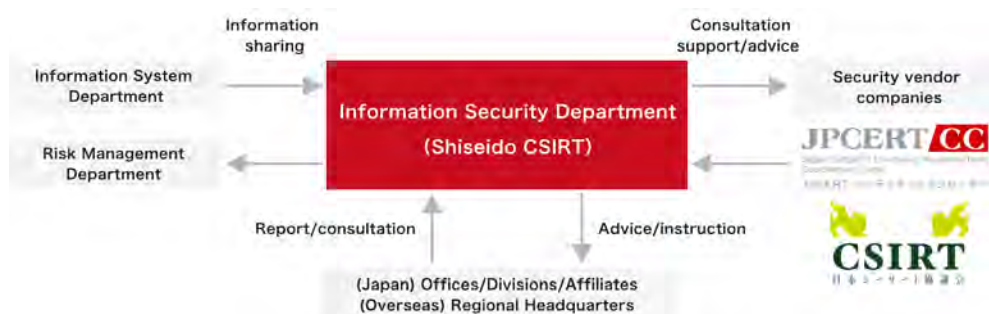 Information
sharing
Consultation
support/advice
Information System
Department
Information Security Department
(Shiseido CSIRT)
Security vendor
companies
Risk Management
Department
JPCERT CC
Report/consultation
Advice/instruction
CSIRT
(Japan) Offices/Divisions/Affiliates
(Overseas) Regional Headquarters